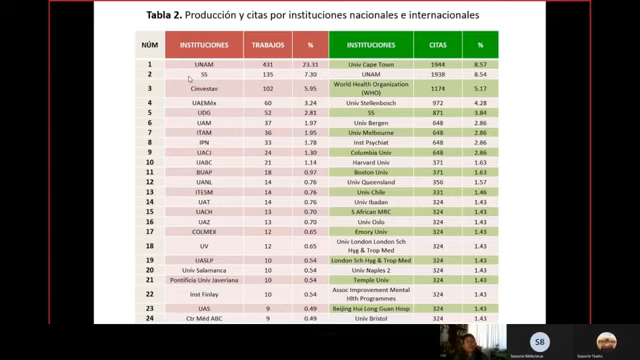 Tabla 2. Producción y citas por instituciones nacionales e internacionales
NÚM INSTITUCIONES TRABAJOS % INSTITUCIONES CITAS %
1 UNAM 431 23.31 Univ Cape Town 1944 8.57
2 SS 135 7.30 UNAM 1938 8.54
3 Cinvestav 102 5.95 World Health Organization (WHO) 1174 5.17
4 UAEMéx 60 3.24 Univ Stellenbosch 972 4.28
5 UDG 52 2.81 SS 871 3.84
6 UAM 37 1.97 Univ Bergen 648 2.86
7 ITAM 36 1.95 Univ Melbourne 648 2.86
8 IPN 33 1.78 Inst Psychiat 648 2.86
9 UACJ 24 1.30 Columbia Univ 648 2.86
10 UABC 21 1.14 Harvard Univ 371 1.63
11 BUAP 18 0.97 Boston Univ 371 1.63
12 UANL 14 0.76 Univ Queensland 356 1.57
13 ITESM 14 0.76 Univ Chile 331 1.46
14 UAT 14 0.76 Univ Ibadan 324 1.43
15 UACH 13 0.70 S African MRC 324 1.43
16 UAZ 13 0.70 Univ Oslo 324 1.43
17 COLMEX 12 0.65 Emory Univ 324 1.43
18 UV 12 0.65 Univ London London Sch Hyg & Trop Med 324 1.43
19 UASLP 10 0.54 London Sch Hyg & Trop Med 324 1.43
20 Univ Salamanca 10 0.54 Univ Naples 2 324 1.43
21 Pontificia Univ Javeriana 10 0.54 Temple Univ 324 1.43
22 Inst Finlay 10 0.54 Assoc Improvement Mental Hlth Programmes 324 1.43
23 UAS 9 0.49 Beijing Hui Long Guan Hosp 324 1.43
24 Ctr Méd ABC 9 0.49 Univ Bristol 324 1.43
SB
Soporte Bibliotecas
Soporte Teams